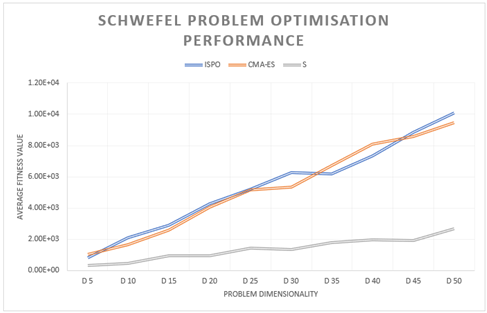 SCHWEFEL PROBLEM OPTIMISATION
PERFORMANCE
ISPO CMA-ES S
1.20E+04
1.00E+04
8.00E+03
6.00E+03
4.00E+03
2.00E+03
0.00E+00
AVERAGE FITNESS VALUE
D 5 D 10 D 15 D 20 D 25 D 30 D 35 D 40 D 45 D 50
PROBLEM DIMENSIONALITY